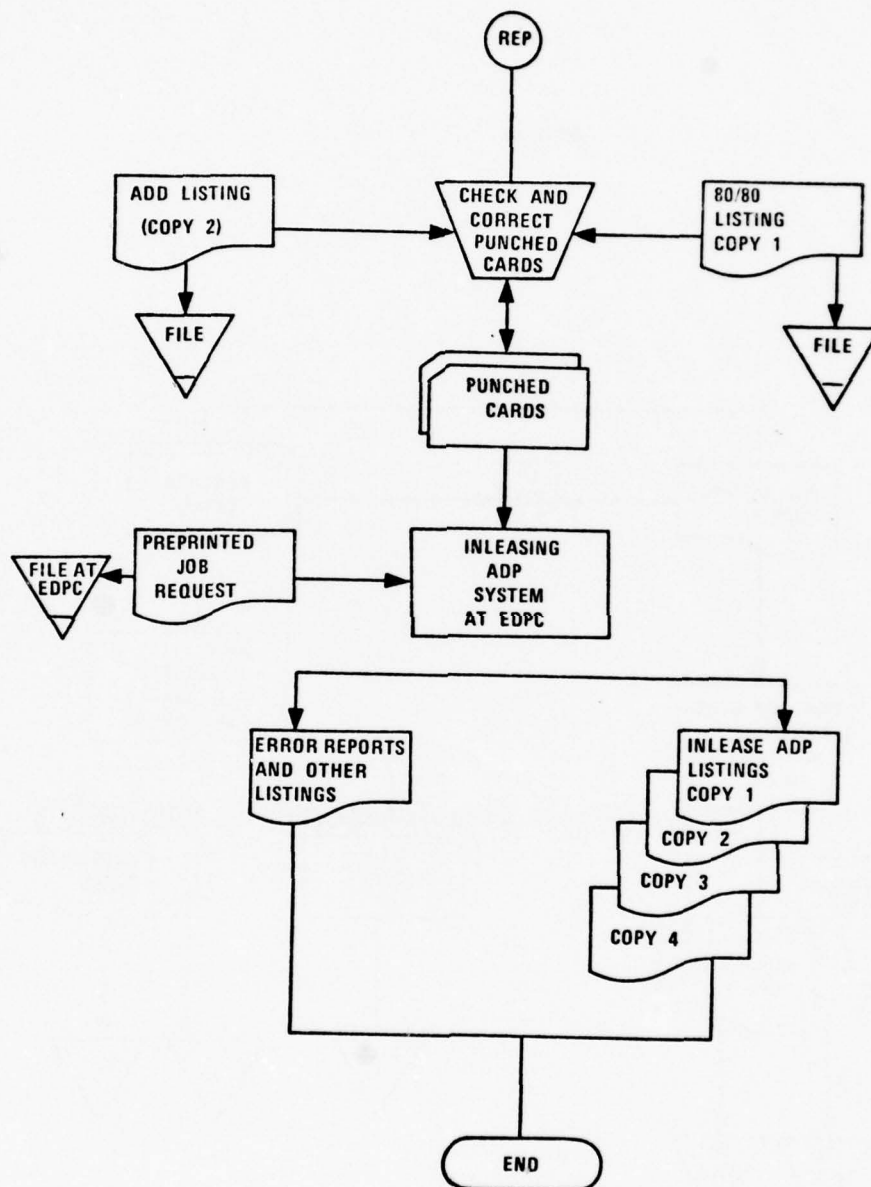 REP
ADD LISTING
(COPY 2)
CHECK AND
CORRECT
PUNCHED
CARDS
80/80
LISTING
COPY 1
FILE
FILE
PUNCHED
CARDS
FILE AT
EDPC
PREPRINTED
JOB
REQUEST
INLEASING
ADP
SYSTEM
AT EDPC
ERROR REPORTS
AND OTHER
LISTINGS
INLEASE ADP
LISTINGS
COPY 1
COPY 2
COPY 3
COPY 4
END